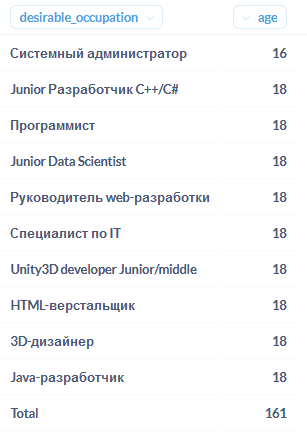 desirable_occupation age
Системный администратор 16
Junior Разработчик C++/C# 18
Программист 18
Junior Data Scientist 18
Руководитель web-разработки 18
Специалист по IT 18
Unity3D developer Junior/middle 18
HTML-верстальщик 18
3D-дизайнер 18
Java-разработчик 18
Total 161